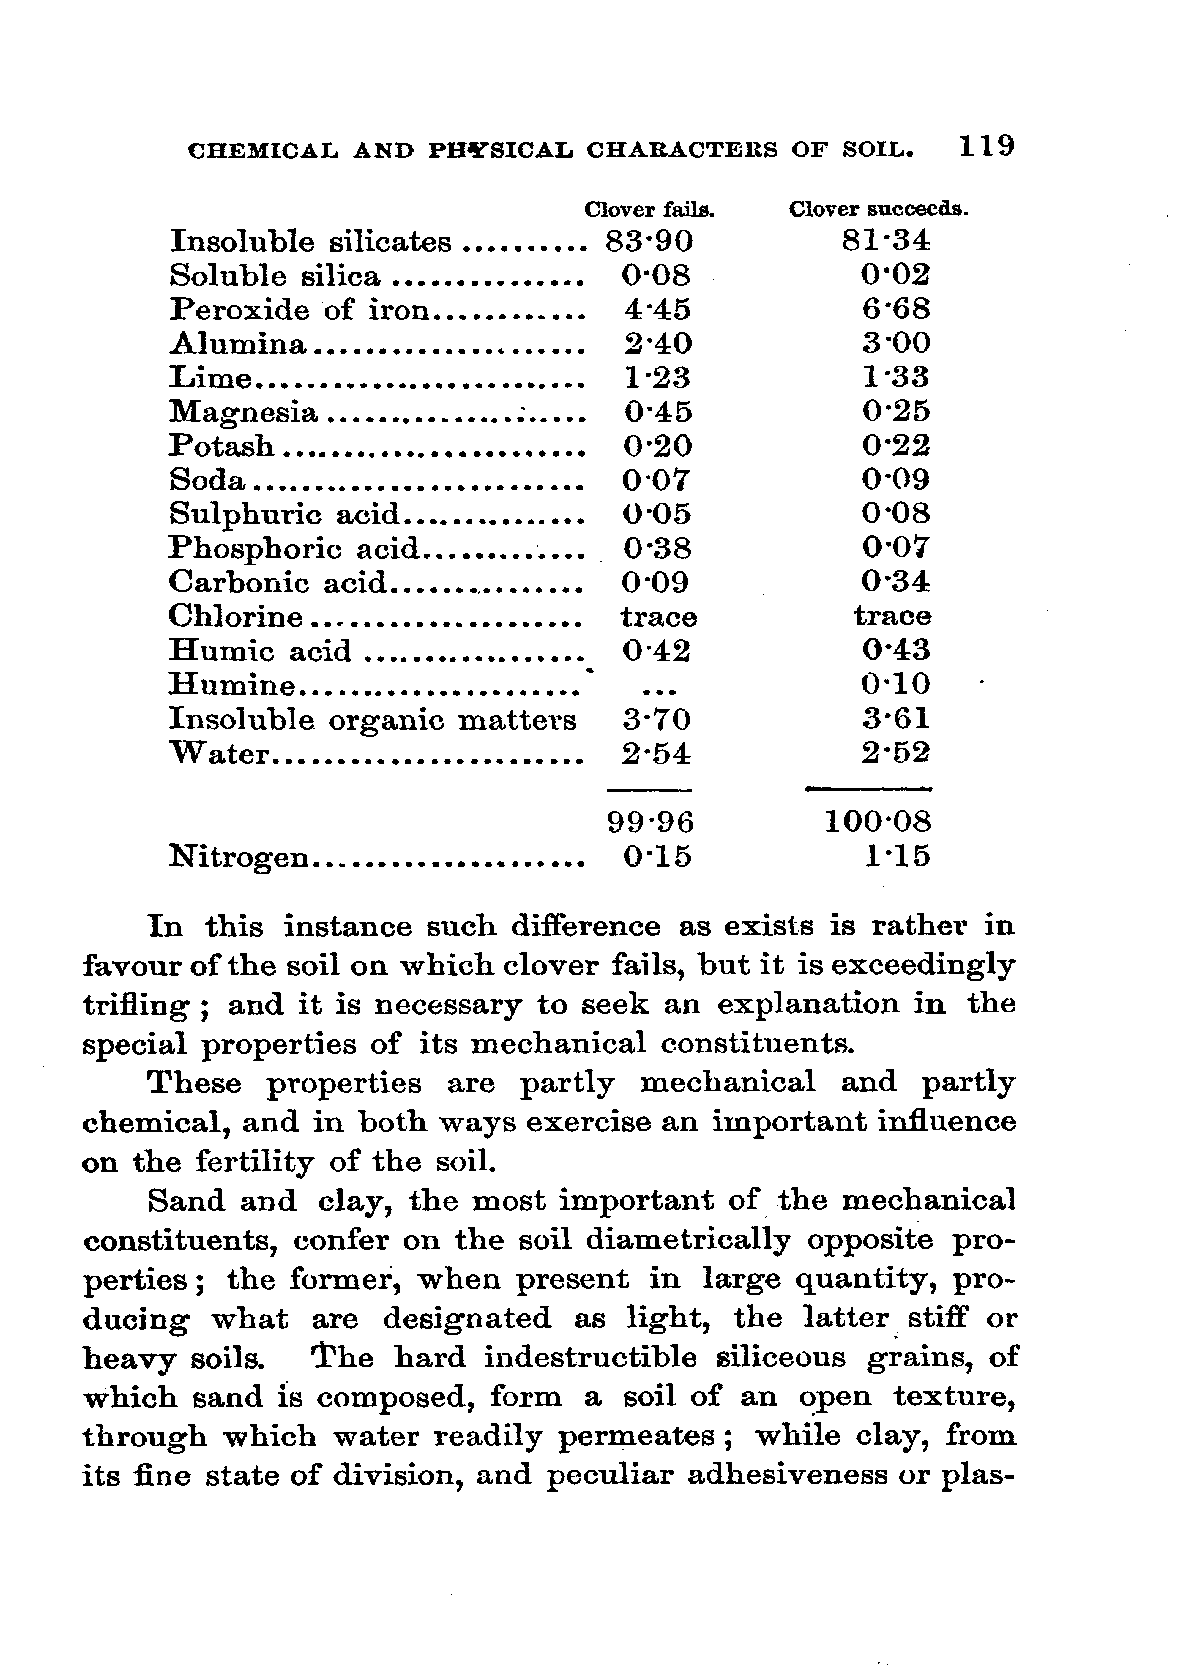 CHEMICAL AND PHYSICAL CHARACTERS OF SOIL. 119
Clover fails. Clover succeeds.
Insoluble silicates .......... 83·90 81·34
Soluble silica ............... 0·08 0·02
Peroxide of iron............ 4·45 6·68
Alumina..................... 2·40 3·00
Lime.......................... 1·23 1·33
Magnesia .................... 0·45 0·25
Potash........................ 0·20 0·22
Soda.......................... 0·07 0·09
Sulphuric acid.............. 0·05 0·08
Phosphoric acid............. 0·38 0·07
Carbonic acid............... 0·09 0·34
Chlorine ..................... trace trace
Humic acid .................. 0·42 0·43
Humine...................... ... 0·10
Insoluble organic matters 3·70 3·61
Water........................ 2·54 2·52
99·96 100·08
Nitrogen..................... 0·15 1·15
In this instance such difference as exists is rather in
favour of the soil on which clover fails, but it is exceedingly
trifling ; and it is necessary to seek an explanation in the
special properties of its mechanical constituents.
These properties are partly mechanical and partly
chemical, and in both ways exercise an important influence
on the fertility of the soil.
Sand and clay, the most important of the mechanical
constituents, confer on the soil diametrically opposite pro-
perties ; the former, when present in large quantity, pro-
ducing what are designated as light, the latter stiff or
heavy soils. The hard indestructible siliceous grains, of
which sand is composed, form a soil of an open texture,
through which water readily permeates ; while clay, from
its fine state of division, and peculiar adhesiveness or plas-